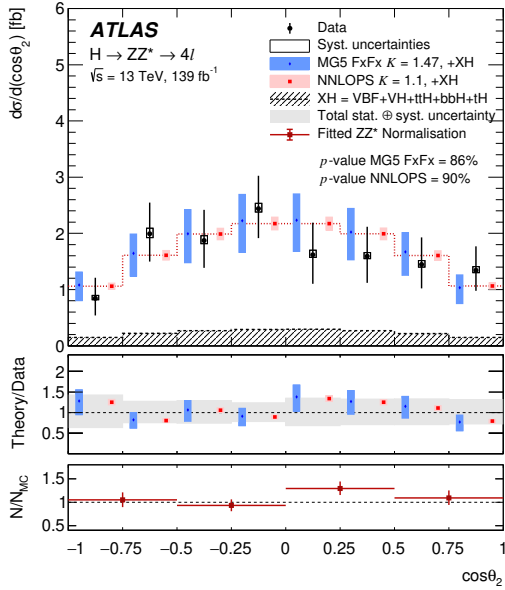 dσ/d(cosθ₂) [fb]
6
5
4
3
2
1
0
ATLAS
H → ZZ* → 4l
√s = 13 TeV, 139 fb⁻¹
Data
Syst. uncertainties
MG5 FxFx K = 1.47, +XH
NNLOPS K = 1.1, +XH
XH = VBF+VH+ttH+bbH+tH
Total stat. ⊕ syst. uncertainty
Fitted ZZ* Normalisation
p-value MG5 FxFx = 86%
p-value NNLOPS = 90%
Theory/Data
2
1.5
1
0.5
N/N_MC
1.5
1
0.5
−1 −0.75 −0.5 −0.25 0 0.25 0.5 0.75 1
cosθ₂